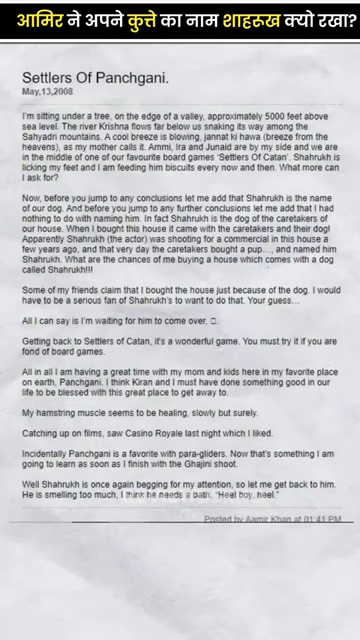 आमिर ने अपने कुत्ते का नाम शाहरूख क्यो रखा?
Settlers Of Panchgani.
May,13,2008
I'm sitting under a tree, on the edge of a valley, approximately 5000 feet above
sea level. The river Krishna flows far below us snaking its way among the
Sahyadri mountains. A cool breeze is blowing, jannat ki hawa (breeze from the
heavens), as my mother calls it. Ammi, Ira and Junaid are by my side and we are
in the middle of one of our favourite board games 'Settlers Of Catan'. Shahrukh is
licking my feet and I am feeding him biscuits every now and then. What more can
I ask for?
Now, before you jump to any conclusions let me add that Shahrukh is the name
of our dog. And before you jump to any further conclusions let me add that I had
nothing to do with naming him. In fact Shahrukh is the dog of the caretakers of
our house. When I bought this house it came with the caretakers and their dog!
Apparently Shahrukh (the actor) was shooting for a commercial in this house a
few years ago, and that very day the caretakers bought a pup…, and named him
Shahrukh. What are the chances of me buying a house which comes with a dog
called Shahrukh!!!
Some of my friends claim that I bought the house just because of the dog. I would
have to be a serious fan of Shahrukh's to want to do that. Your guess…
All I can say is I'm waiting for him to come over, .
Getting back to Settlers of Catan, it's a wonderful game. You must try it if you are
fond of board games.
All in all I am having a great time with my mom and kids here in my favorite place
on earth, Panchgani. I think Kiran and I must have done something good in our
life to be blessed with this great place to get away to.
My hamstring muscle seems to be healing, slowly but surely.
Catching up on films, saw Casino Royale last night which I liked.
Incidentally Panchgani is a favorite with para-gliders. Now that's something I am
going to learn as soon as I finish with the Ghajini shoot.
Well Shahrukh is once again begging for my attention, so let me get back to him.
He is smelling too much, I think he needs a bath. "Heel boy, heel."
Posted by Aamir Khan at 01:41 PM